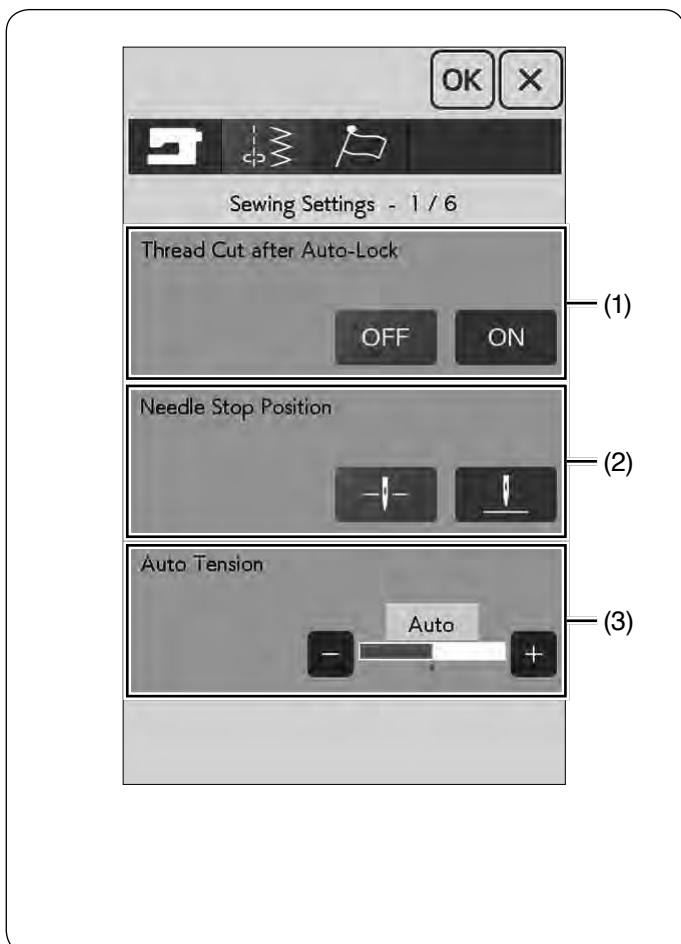 OK ×
Sewing Settings - 1 / 6
Thread Cut after Auto-Lock
OFF ON
(1)
Needle Stop Position
(2)
Auto Tension
Auto
- +
(3)